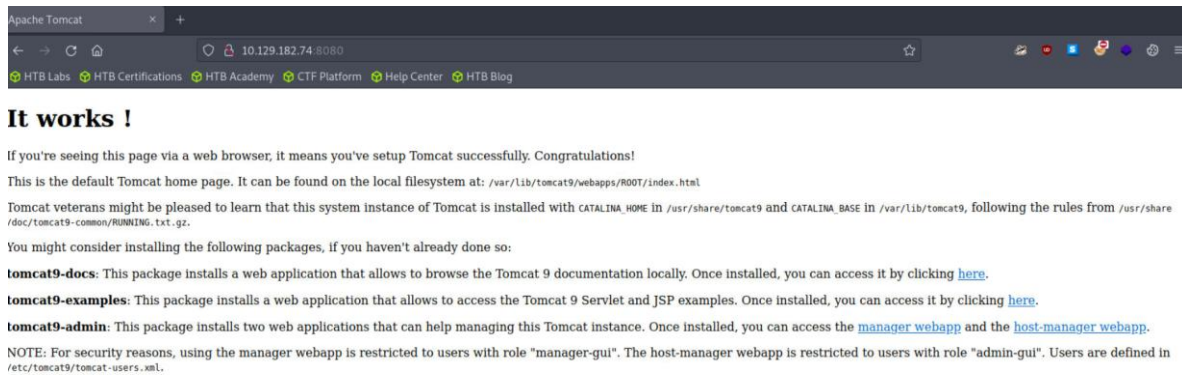 Apache Tomcat
10.129.182.74:8080
HTB Labs HTB Certifications HTB Academy CTF Platform Help Center HTB Blog
It works !
If you're seeing this page via a web browser, it means you've setup Tomcat successfully. Congratulations!
This is the default Tomcat home page. It can be found on the local filesystem at: /var/lib/tomcat9/webapps/ROOT/index.html
Tomcat veterans might be pleased to learn that this system instance of Tomcat is installed with CATALINA_HOME in /usr/share/tomcat9 and CATALINA_BASE in /var/lib/tomcat9, following the rules from /usr/share
/doc/tomcat9-common/RUNNING.txt.gz.
You might consider installing the following packages, if you haven't already done so:
tomcat9-docs: This package installs a web application that allows to browse the Tomcat 9 documentation locally. Once installed, you can access it by clicking here.
tomcat9-examples: This package installs a web application that allows to access the Tomcat 9 Servlet and JSP examples. Once installed, you can access it by clicking here.
tomcat9-admin: This package installs two web applications that can help managing this Tomcat instance. Once installed, you can access the manager webapp and the host-manager webapp.
NOTE: For security reasons, using the manager webapp is restricted to users with role "manager-gui". The host-manager webapp is restricted to users with role "admin-gui". Users are defined in
/etc/tomcat9/tomcat-users.xml.